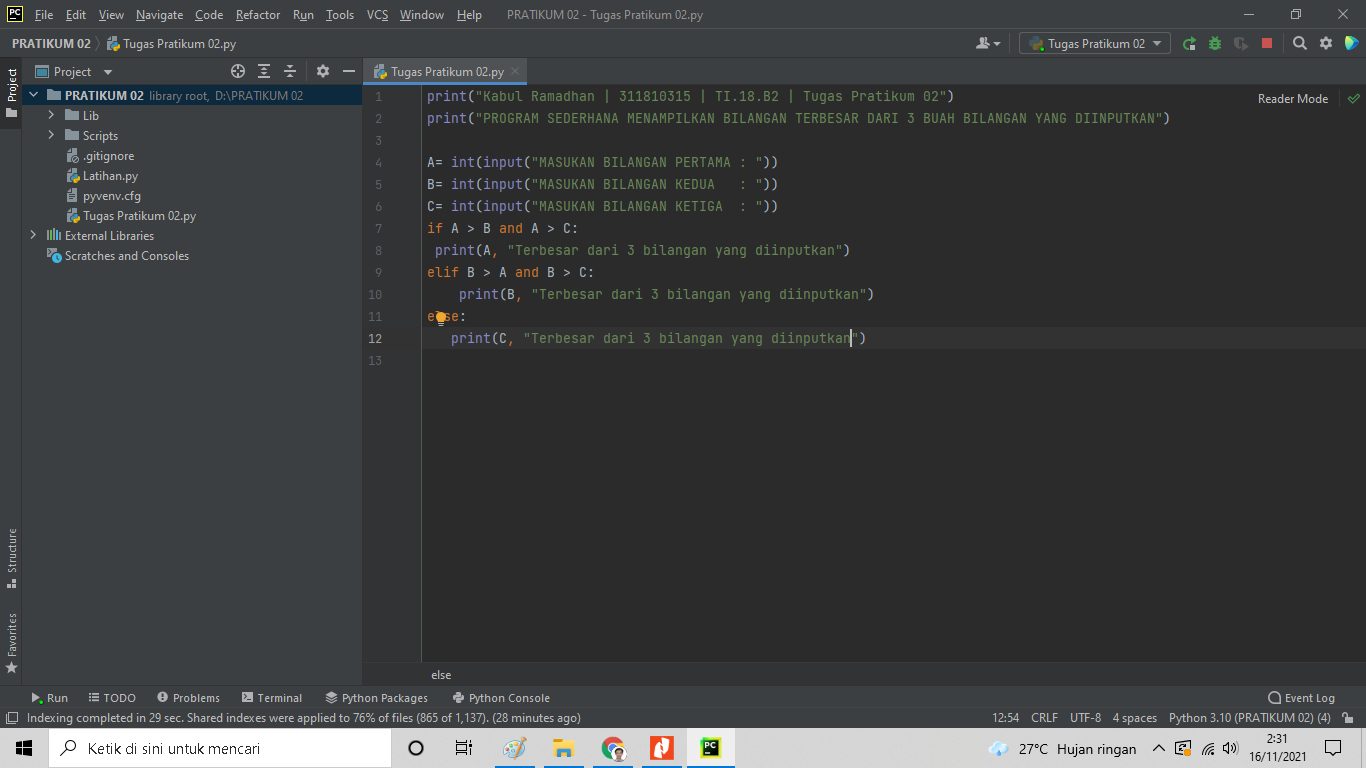 PC File Edit View Navigate Code Refactor Run Tools VCS Window Help PRATIKUM 02 - Tugas Pratikum 02.py
PRATIKUM 02 Tugas Pratikum 02.py Tugas Pratikum 02
Project
Project
Tugas Pratikum 02.py
PRATIKUM 02 library root, D:\PRATIKUM 02
Lib
Scripts
.gitignore
Latihan.py
pyvenv.cfg
Tugas Pratikum 02.py
External Libraries
Scratches and Consoles
Structure
Favorites
Reader Mode
1 print("Kabul Ramadhan | 311810315 | TI.18.B2 | Tugas Pratikum 02")
2 print("PROGRAM SEDERHANA MENAMPILKAN BILANGAN TERBESAR DARI 3 BUAH BILANGAN YANG DIINPUTKAN")
3
4 A= int(input("MASUKAN BILANGAN PERTAMA : "))
5 B= int(input("MASUKAN BILANGAN KEDUA   : "))
6 C= int(input("MASUKAN BILANGAN KETIGA  : "))
7 if A > B and A > C:
8  print(A, "Terbesar dari 3 bilangan yang diinputkan")
9 elif B > A and B > C:
10     print(B, "Terbesar dari 3 bilangan yang diinputkan")
11 else:
12    print(C, "Terbesar dari 3 bilangan yang diinputkan")
13
else
Run TODO Problems Terminal Python Packages Python Console Event Log
Indexing completed in 29 sec. Shared indexes were applied to 76% of files (865 of 1,137). (28 minutes ago) 12:54 CRLF UTF-8 4 spaces Python 3.10 (PRATIKUM 02) (4)
Ketik di sini untuk mencari PC 27°C Hujan ringan 2:31
16/11/2021